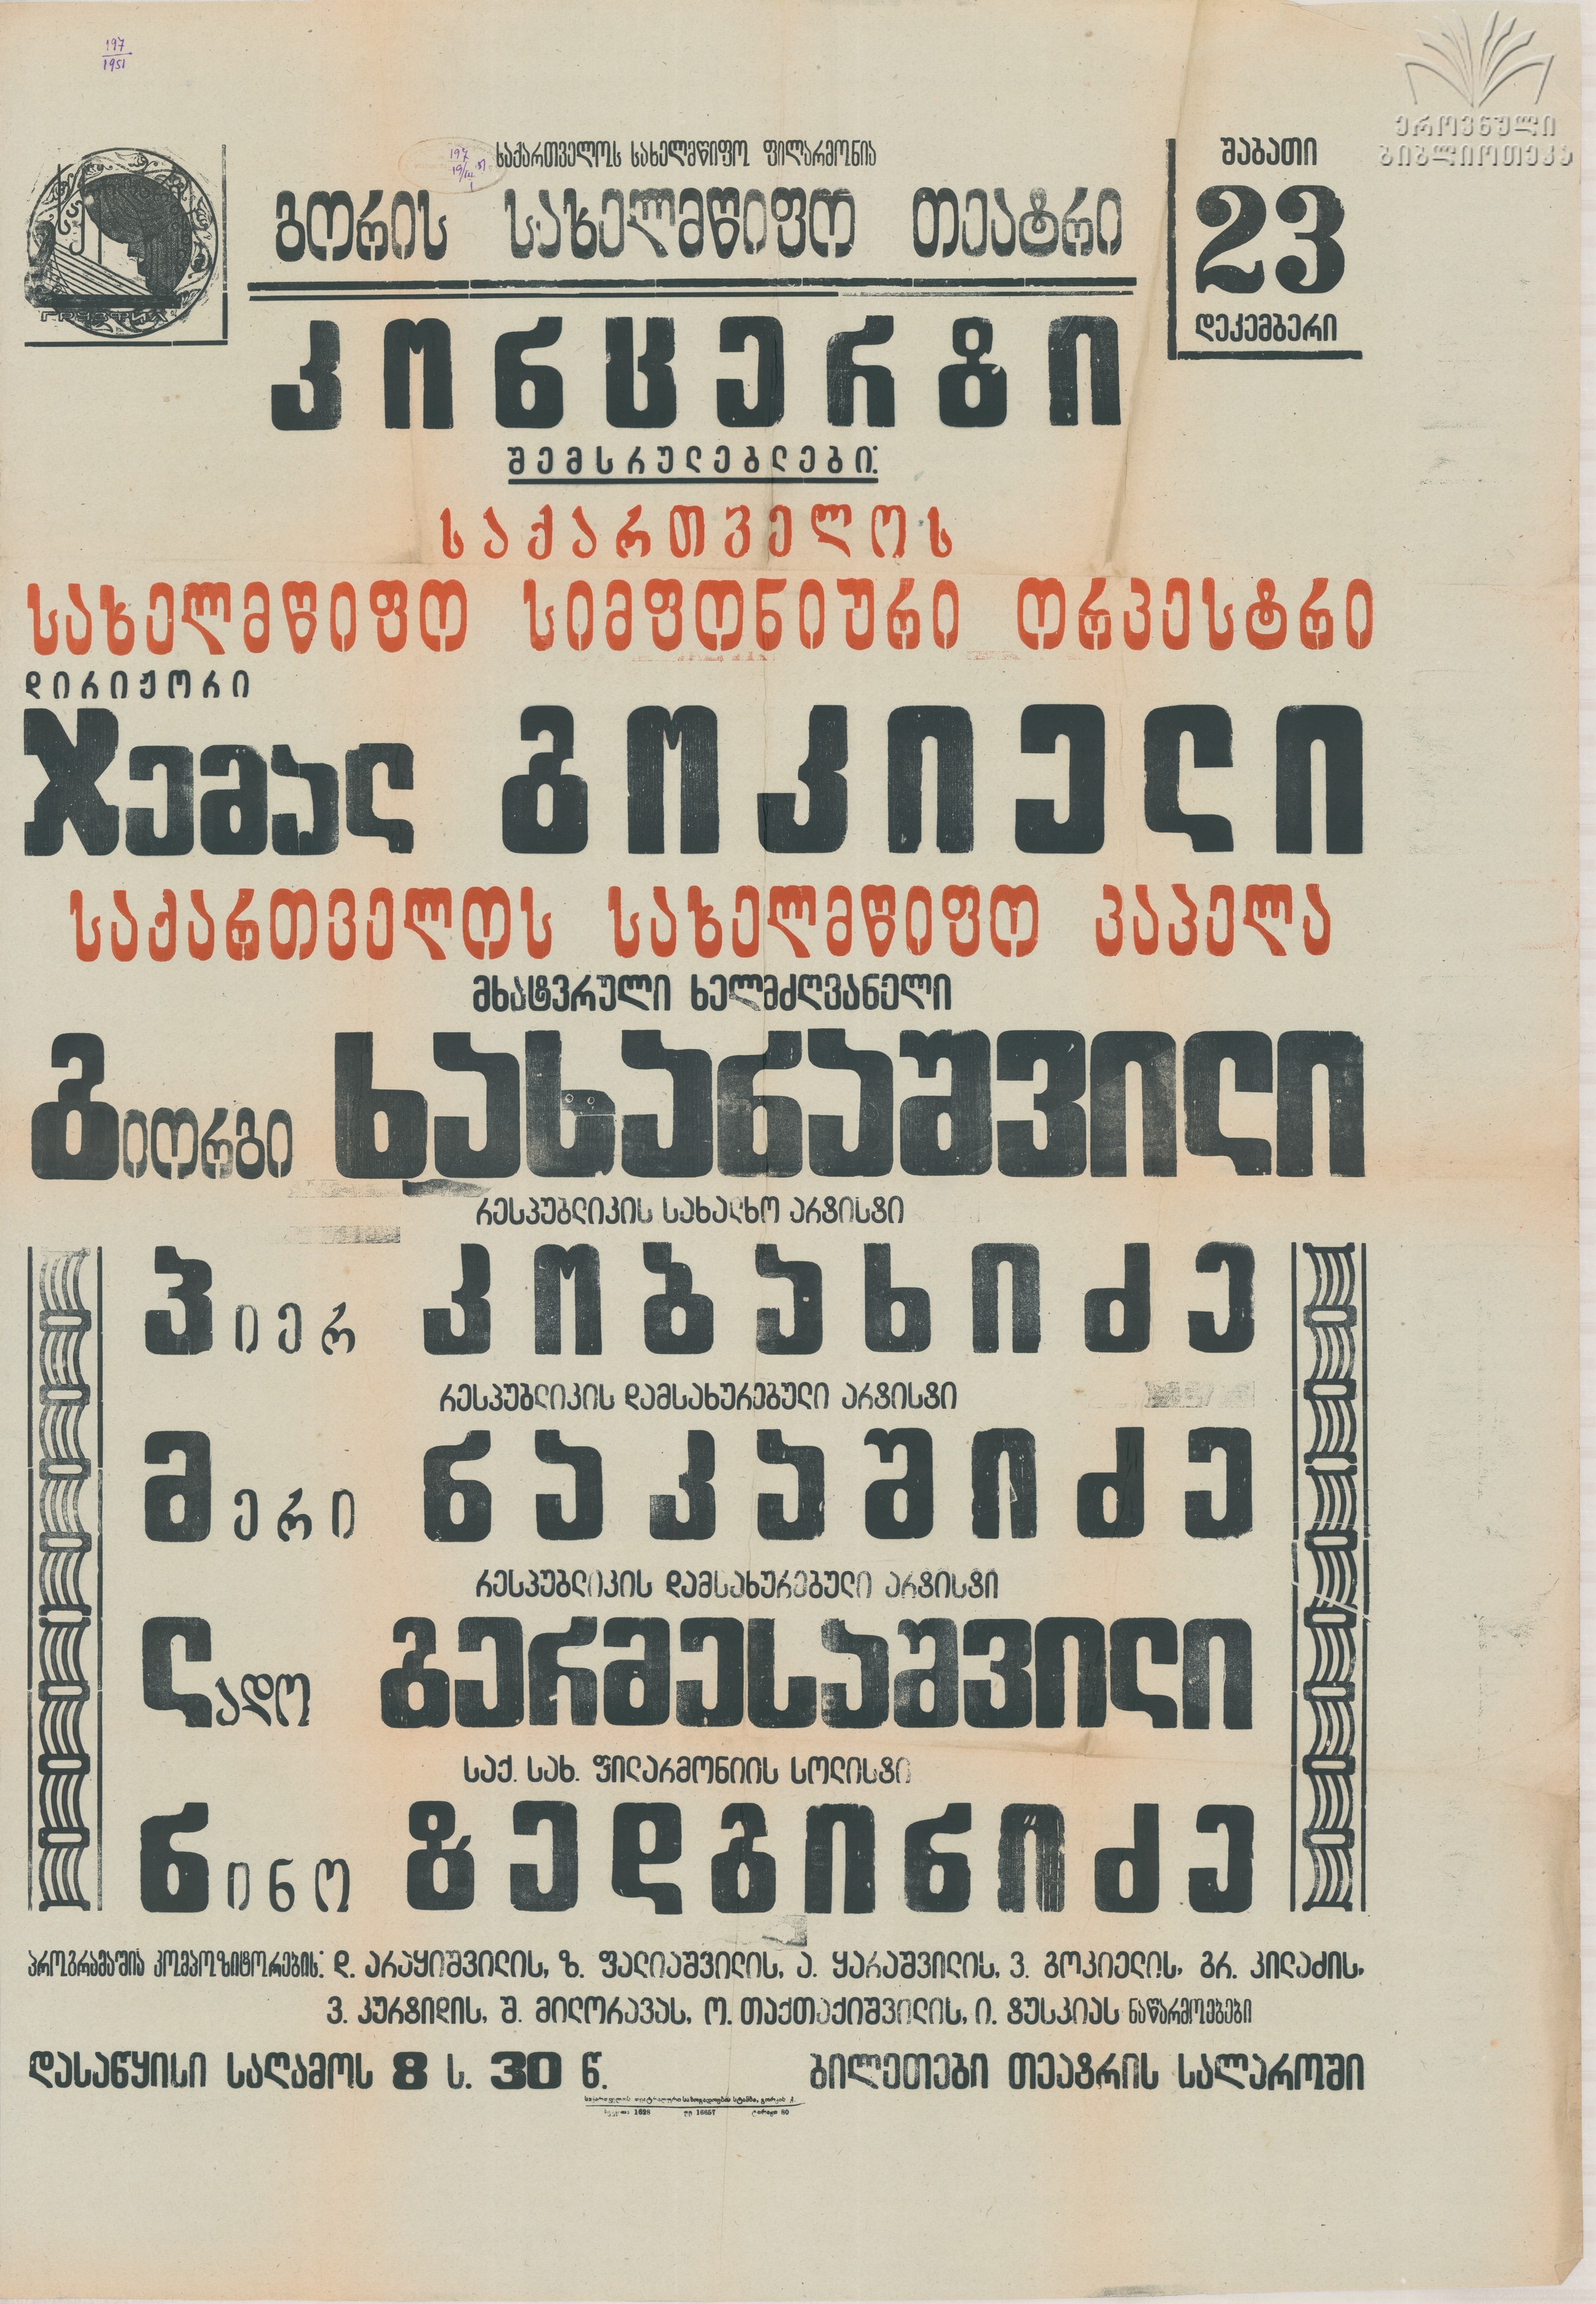 197
1951
ეროვნული
ბიბლიოთეკა
საქართველოს სახელმწიფო ფილარმონია
გორის სახელმწიფო თეატრი
შაბათი
23
დეკემბერი
კონცერტი
შემსრულებლები:
საქართველოს
სახელმწიფო სიმფონიური ორკესტრი
დირიჟორი
ჯემალ გოკიელი
საქართველოს სახელმწიფო კაპელა
მხატვრული ხელმძღვანელი
გიორგი ხახანაშვილი
რესპუბლიკის სახალხო არტისტი
პიერ კობახიძე
რესპუბლიკის დამსახურებული არტისტი
მერი ნაკაშიძე
რესპუბლიკის დამსახურებული არტისტი
ლადო გერმესაშვილი
საქ. სახ. ფილარმონიის სოლისტი
ნინო ზედგინიძე
პროგრამაშია კომპოზიტორების: დ. არაყიშვილის, ზ. ფალიაშვილის, ა. ყარაშვილის, ვ. გოკიელის, გრ. კილაძის,
ვ. კურტიდის, შ. მილორავას, ო. თაქთაქიშვილის, ი. ტუსკიას ნაწარმოებები
დასაწყისი საღამოს 8 ს. 30 წ.
ბილეთები თეატრის სალაროში